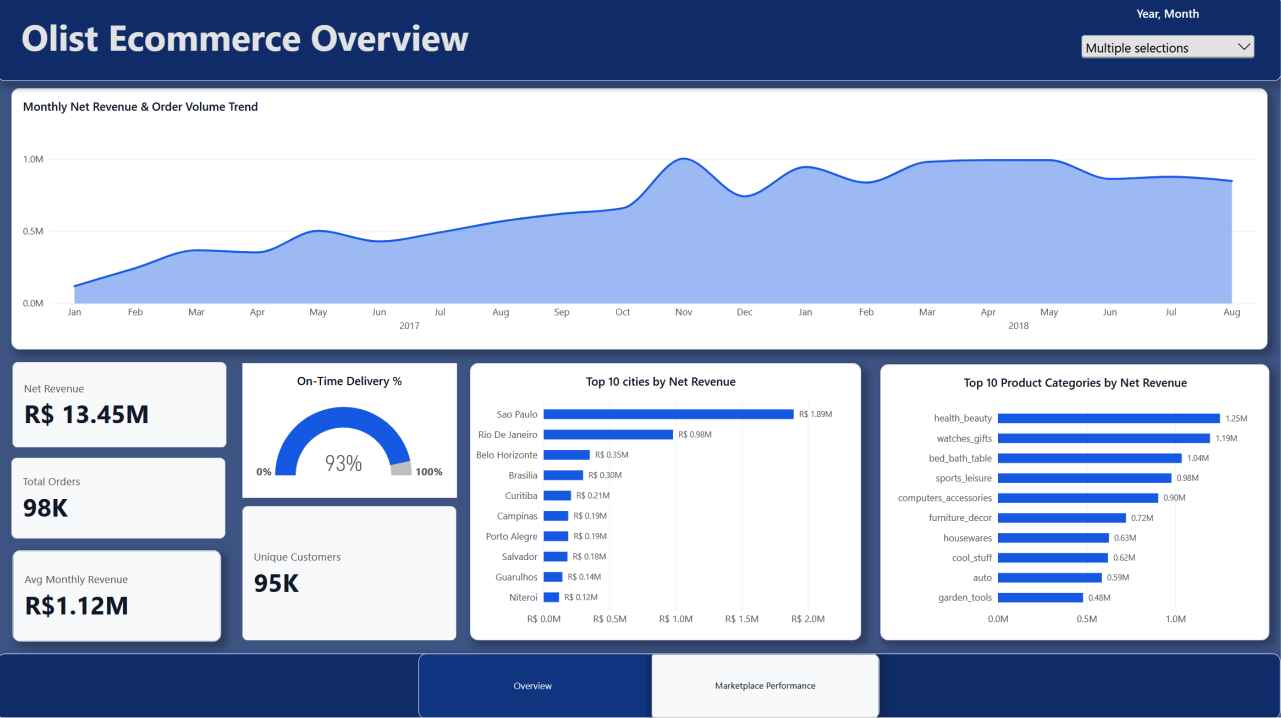 Olist Ecommerce Overview
Year, Month
Multiple selections
Monthly Net Revenue & Order Volume Trend
1.0M
0.5M
0.0M
Jan Feb Mar Apr May Jun Jul Aug Sep Oct Nov Dec Jan Feb Mar Apr May Jun Jul Aug
2017 2018
Net Revenue
R$ 13.45M
Total Orders
98K
Avg Monthly Revenue
R$1.12M
On-Time Delivery %
93%
0% 100%
Unique Customers
95K
Top 10 cities by Net Revenue
Sao Paulo R$ 1.89M
Rio De Janeiro R$ 0.98M
Belo Horizonte R$ 0.35M
Brasilia R$ 0.30M
Curitiba R$ 0.21M
Campinas R$ 0.19M
Porto Alegre R$ 0.19M
Salvador R$ 0.18M
Guarulhos R$ 0.14M
Niteroi R$ 0.12M
R$ 0.0M R$ 0.5M R$ 1.0M R$ 1.5M R$ 2.0M
Top 10 Product Categories by Net Revenue
health_beauty 1.25M
watches_gifts 1.19M
bed_bath_table 1.04M
sports_leisure 0.98M
computers_accessories 0.90M
furniture_decor 0.72M
housewares 0.63M
cool_stuff 0.62M
auto 0.59M
garden_tools 0.48M
0.0M 0.5M 1.0M
Overview
Marketplace Performance